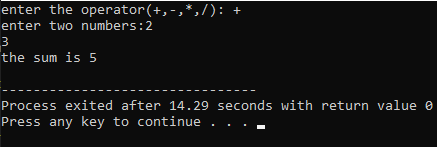 enter the operator(+,-,*,/): +
enter two numbers:2
3
the sum is 5
--------------------------------
Process exited after 14.29 seconds with return value 0
Press any key to continue . . .